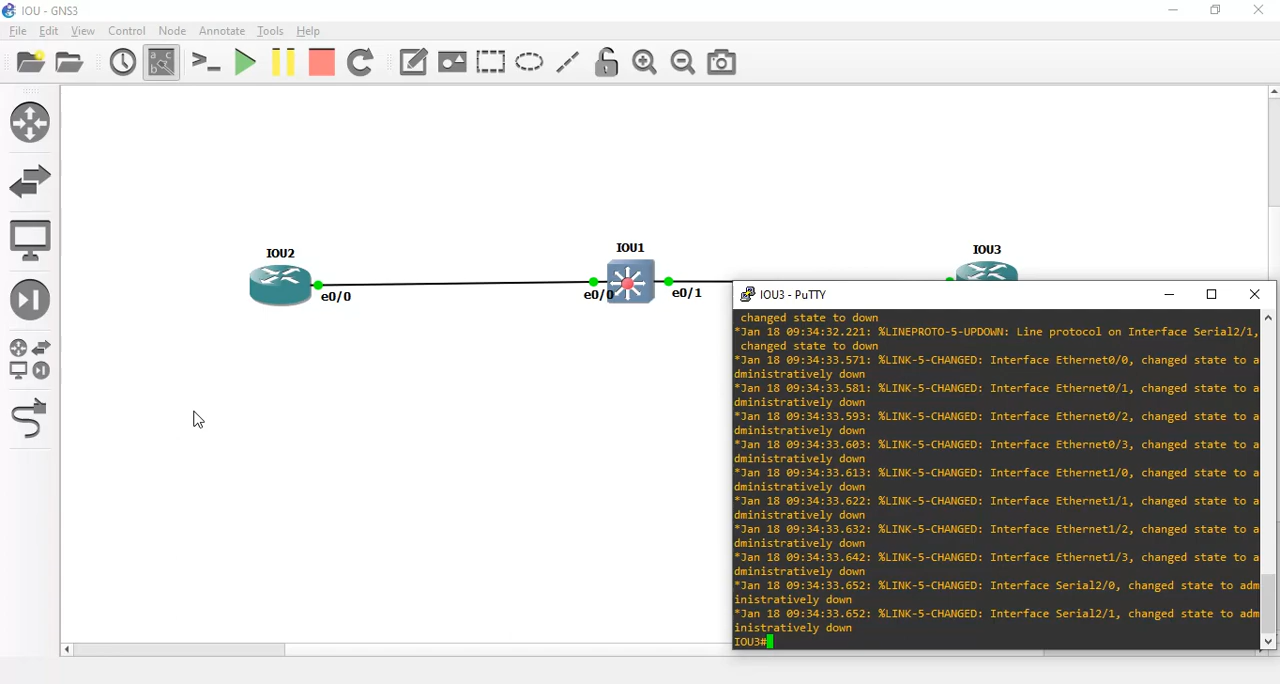 IOU - GNS3
File Edit View Control Node Annotate Tools Help
IOU2
e0/0
IOU1
e0/0
e0/1
IOU3
IOU3 - PuTTY
changed state to down
*Jan 18 09:34:32.221: %LINEPROTO-5-UPDOWN: Line protocol on Interface Serial2/1,
changed state to down
*Jan 18 09:34:33.571: %LINK-5-CHANGED: Interface Ethernet0/0, changed state to a
dministratively down
*Jan 18 09:34:33.581: %LINK-5-CHANGED: Interface Ethernet0/1, changed state to a
dministratively down
*Jan 18 09:34:33.593: %LINK-5-CHANGED: Interface Ethernet0/2, changed state to a
dministratively down
*Jan 18 09:34:33.603: %LINK-5-CHANGED: Interface Ethernet0/3, changed state to a
dministratively down
*Jan 18 09:34:33.613: %LINK-5-CHANGED: Interface Ethernet1/0, changed state to a
dministratively down
*Jan 18 09:34:33.622: %LINK-5-CHANGED: Interface Ethernet1/1, changed state to a
dministratively down
*Jan 18 09:34:33.632: %LINK-5-CHANGED: Interface Ethernet1/2, changed state to a
dministratively down
*Jan 18 09:34:33.642: %LINK-5-CHANGED: Interface Ethernet1/3, changed state to a
dministratively down
*Jan 18 09:34:33.652: %LINK-5-CHANGED: Interface Serial2/0, changed state to adm
inistratively down
*Jan 18 09:34:33.652: %LINK-5-CHANGED: Interface Serial2/1, changed state to adm
inistratively down
IOU3#